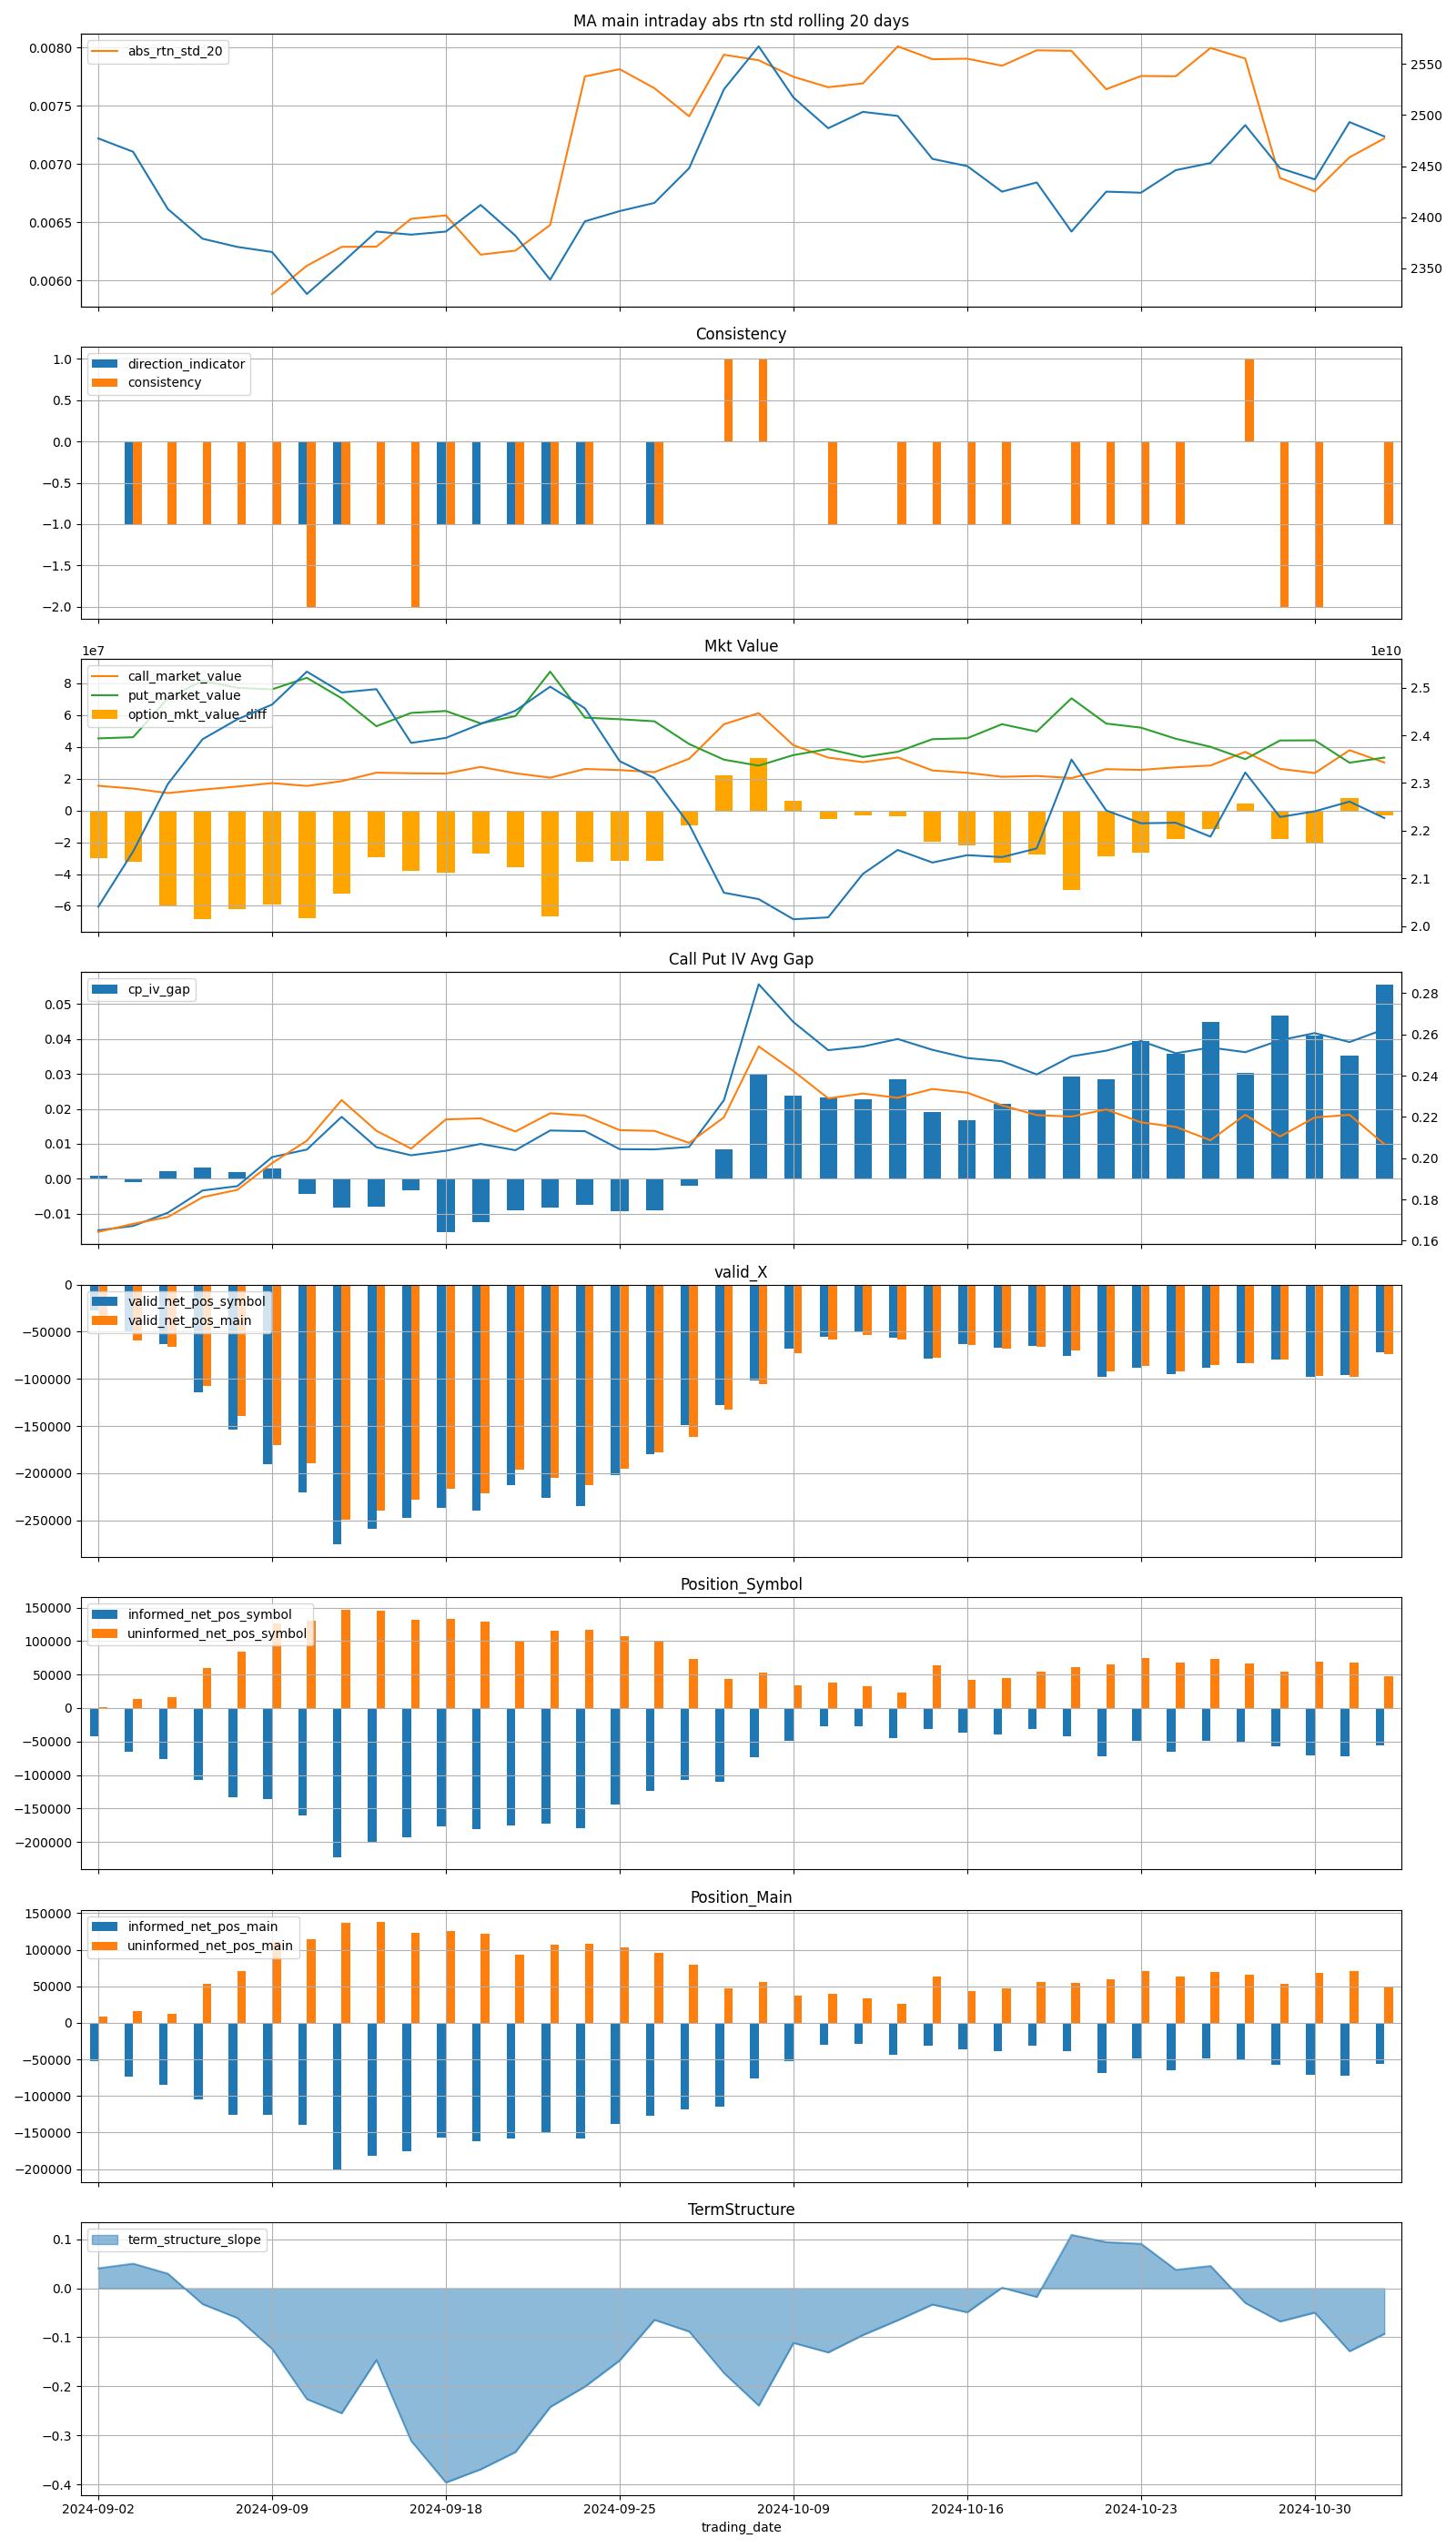 MA main intraday abs rtn std rolling 20 days
abs_rtn_std_20
0.0080
0.0075
0.0070
0.0065
0.0060
2550
2500
2450
2400
2350
Consistency
direction_indicator
consistency
1.0
0.5
0.0
−0.5
−1.0
−1.5
−2.0
Mkt Value
1e7
1e10
call_market_value
put_market_value
option_mkt_value_diff
8
6
4
2
0
−2
−4
−6
2.5
2.4
2.3
2.2
2.1
2.0
Call Put IV Avg Gap
cp_iv_gap
0.05
0.04
0.03
0.02
0.01
0.00
−0.01
0.28
0.26
0.24
0.22
0.20
0.18
0.16
valid_X
valid_net_pos_symbol
valid_net_pos_main
0
−50000
−100000
−150000
−200000
−250000
Position_Symbol
informed_net_pos_symbol
uninformed_net_pos_symbol
150000
100000
50000
0
−50000
−100000
−150000
−200000
Position_Main
informed_net_pos_main
uninformed_net_pos_main
150000
100000
50000
0
−50000
−100000
−150000
−200000
TermStructure
term_structure_slope
0.1
0.0
−0.1
−0.2
−0.3
−0.4
2024-09-02 2024-09-09 2024-09-18 2024-09-25 2024-10-09 2024-10-16 2024-10-23 2024-10-30
trading_date